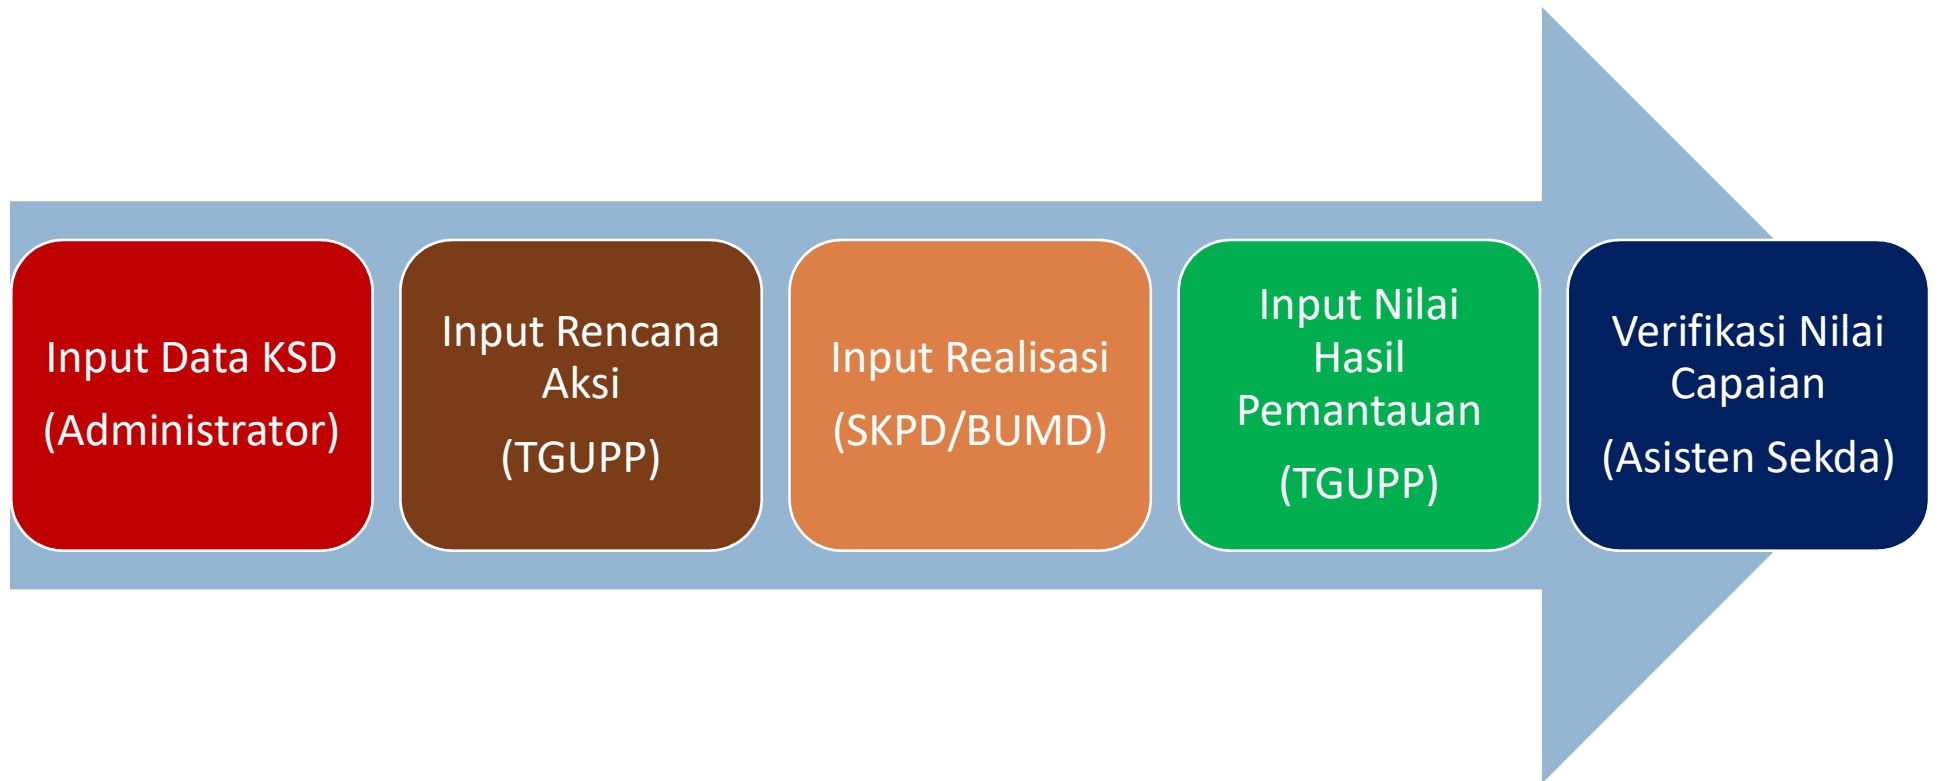 Input Data KSD
(Administrator)
Input Rencana
Aksi
(TGUPP)
Input Realisasi
(SKPD/BUMD)
Input Nilai
Hasil
Pemantauan
(TGUPP)
Verifikasi Nilai
Capaian
(Asisten Sekda)